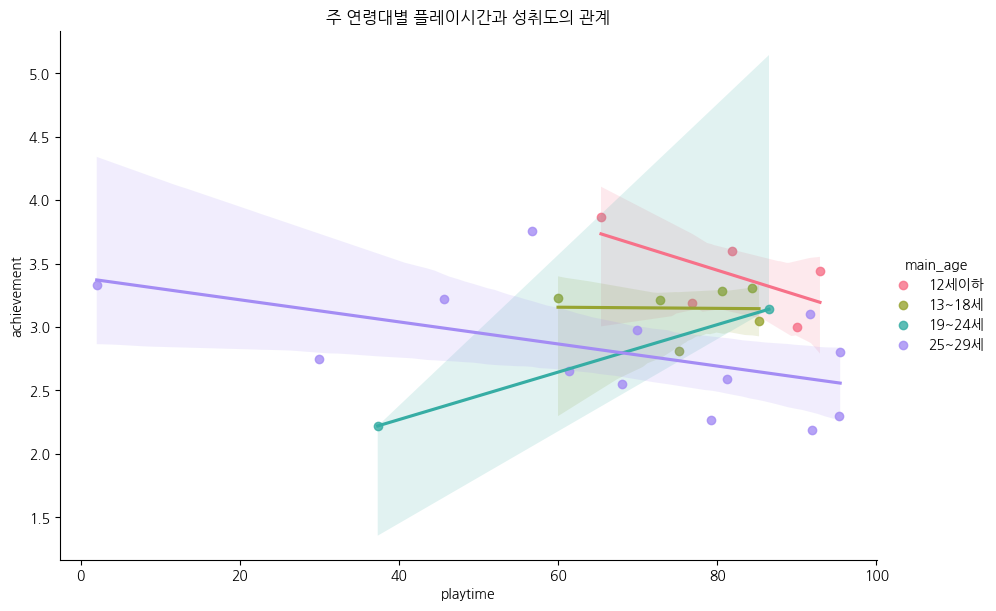 주 연령대별 플레이시간과 성취도의 관계
5.0
4.5
4.0
3.5
3.0
2.5
2.0
1.5
achievement
0 20 40 60 80 100
playtime
main_age
12세이하
13~18세
19~24세
25~29세